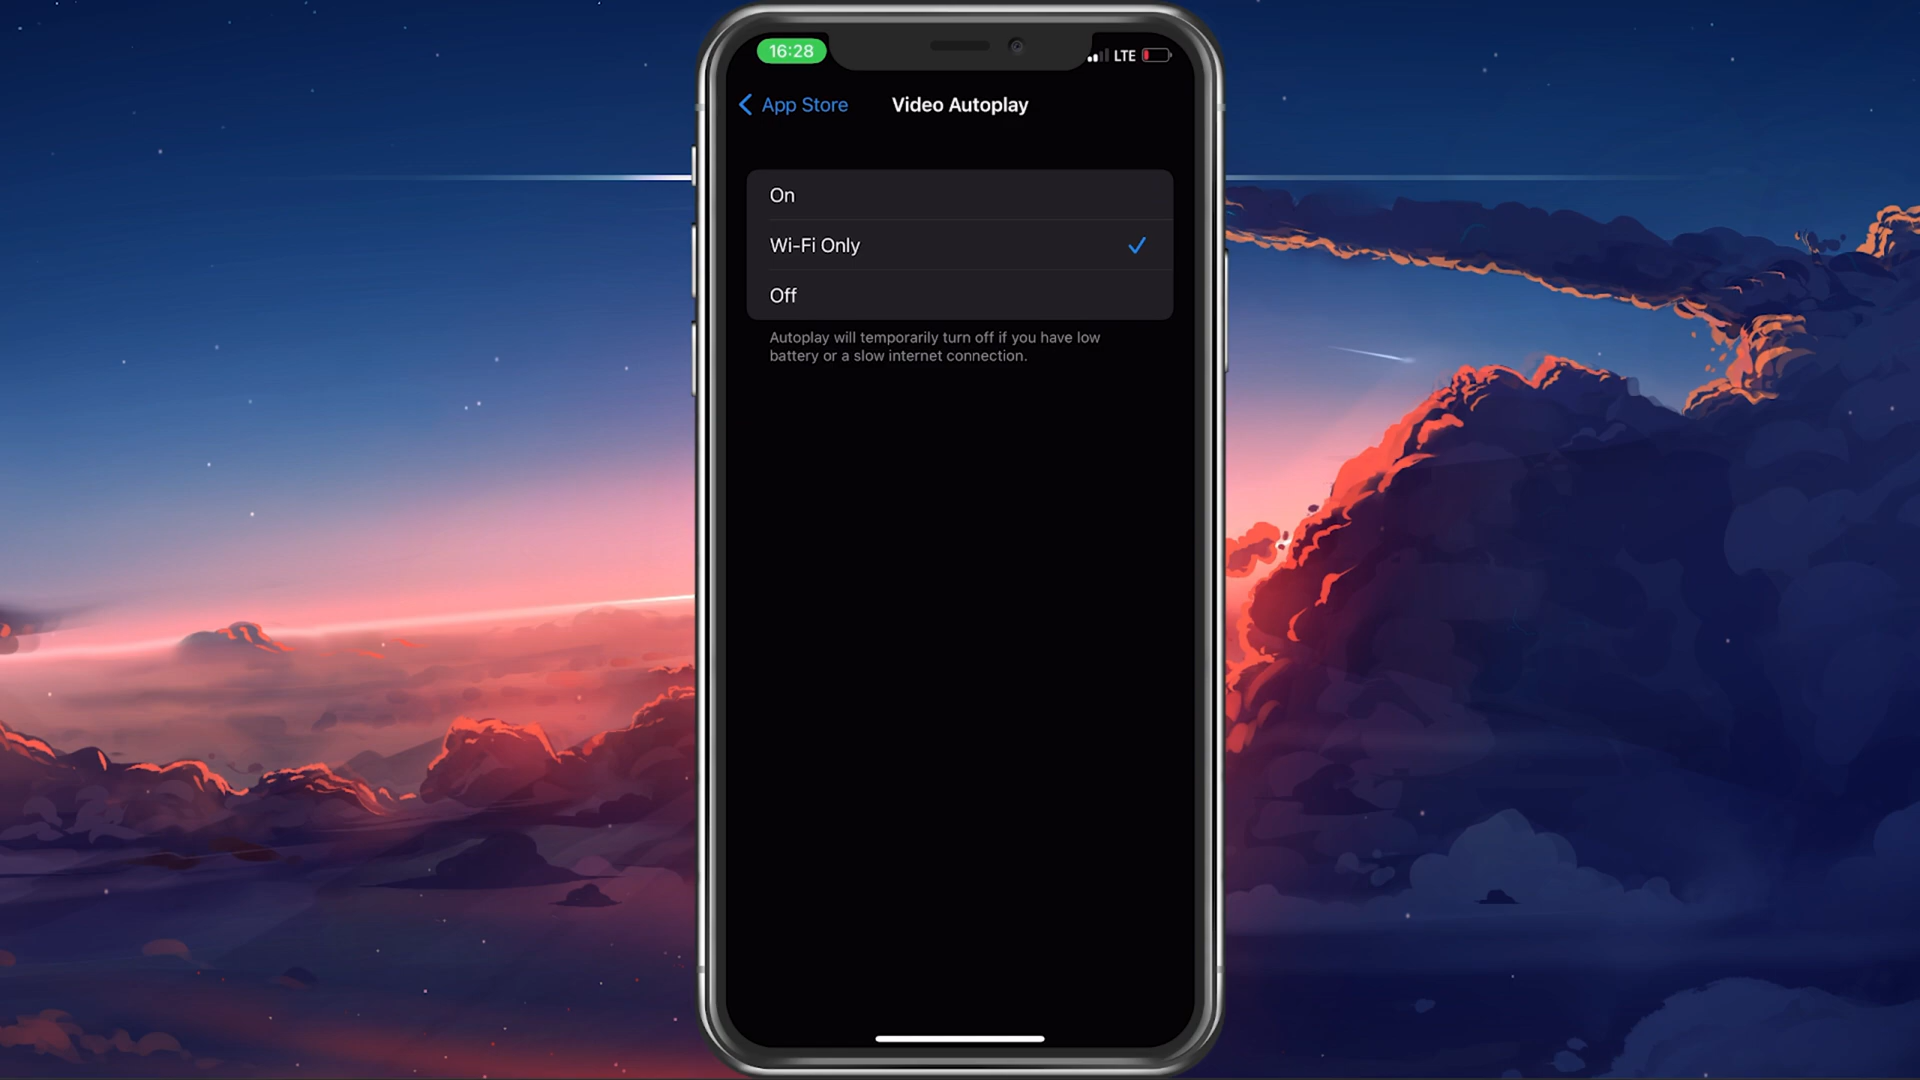 16:28
LTE
App Store
Video Autoplay
On
Wi-Fi Only
Off
Autoplay will temporarily turn off if you have low
battery or a slow internet connection.